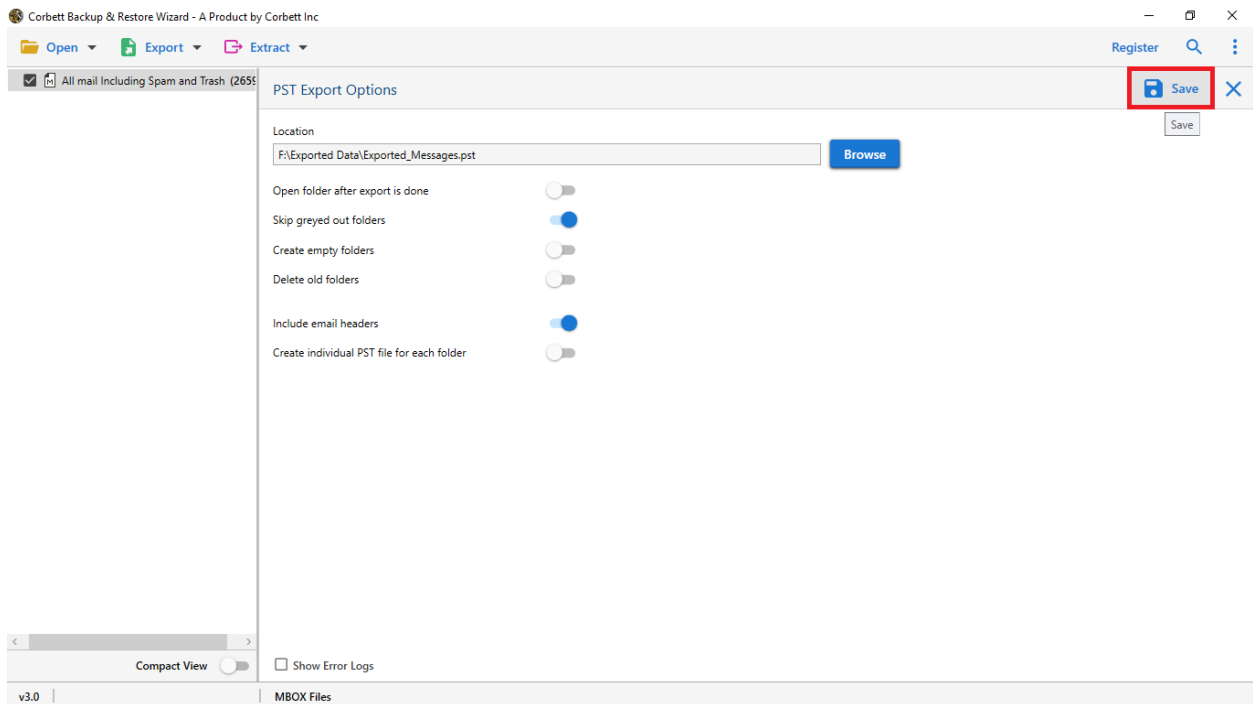 Corbett Backup & Restore Wizard - A Product by Corbett Inc
Open Export Extract Register
All mail Including Spam and Trash (2659
PST Export Options
Save
Save
Location
F:\Exported Data\Exported_Messages.pst
Browse
Open folder after export is done
Skip greyed out folders
Create empty folders
Delete old folders
Include email headers
Create individual PST file for each folder
Compact View
Show Error Logs
v3.0
MBOX Files